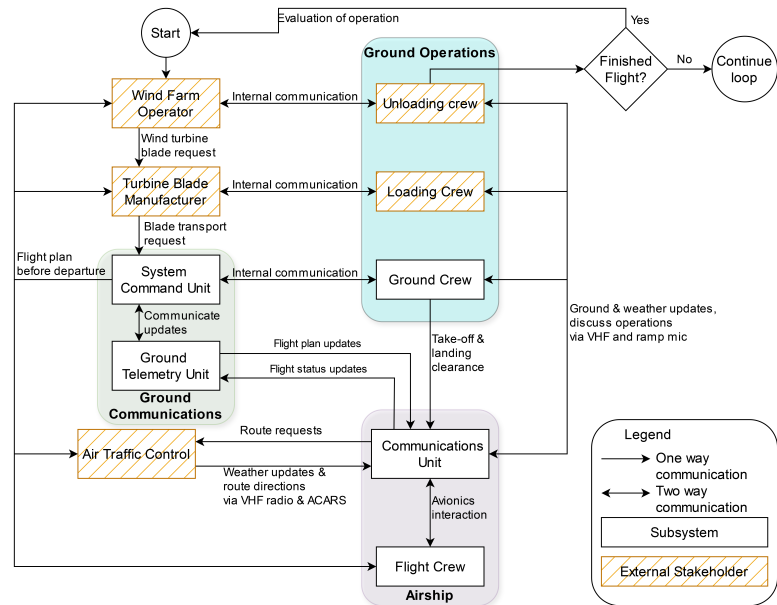 Evaluation of operation
Yes
Start
Ground Operations
Finished
Flight?
No
Continue
loop
Wind Farm
Operator
Internal communication
Unloading crew
Wind turbine
blade request
Turbine Blade
Manufacturer
Internal communication
Loading Crew
Blade transport
request
Flight plan
before departure
System
Command Unit
Internal communication
Ground Crew
Communicate
updates
Ground & weather updates,
discuss operations
via VHF and ramp mic
Take-off &
landing
clearance
Ground
Telemetry Unit
Flight plan updates
Flight status updates
Ground
Communications
Air Traffic Control
Route requests
Communications
Unit
Weather updates &
route directions
via VHF radio & ACARS
Avionics
interaction
Flight Crew
Airship
Legend
One way
communication
Two way
communication
Subsystem
External Stakeholder